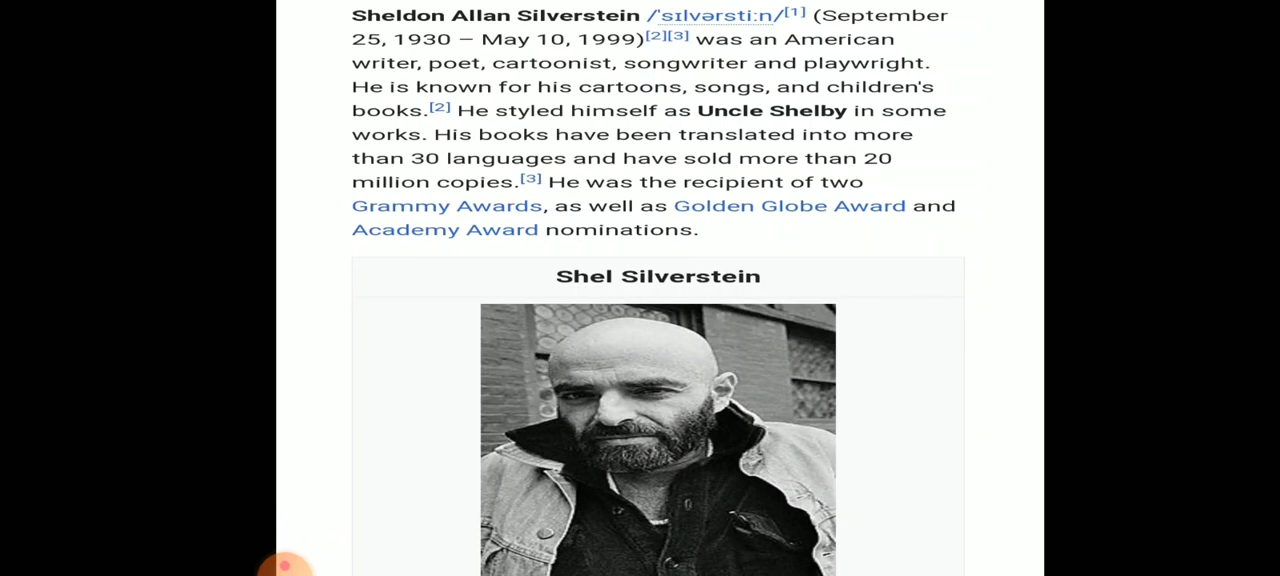 Sheldon Allan Silverstein /ˈsɪlvərstiːn/[1] (September
25, 1930 – May 10, 1999)[2][3] was an American
writer, poet, cartoonist, songwriter and playwright.
He is known for his cartoons, songs, and children's
books.[2] He styled himself as Uncle Shelby in some
works. His books have been translated into more
than 30 languages and have sold more than 20
million copies.[3] He was the recipient of two
Grammy Awards, as well as Golden Globe Award and
Academy Award nominations.
Shel Silverstein